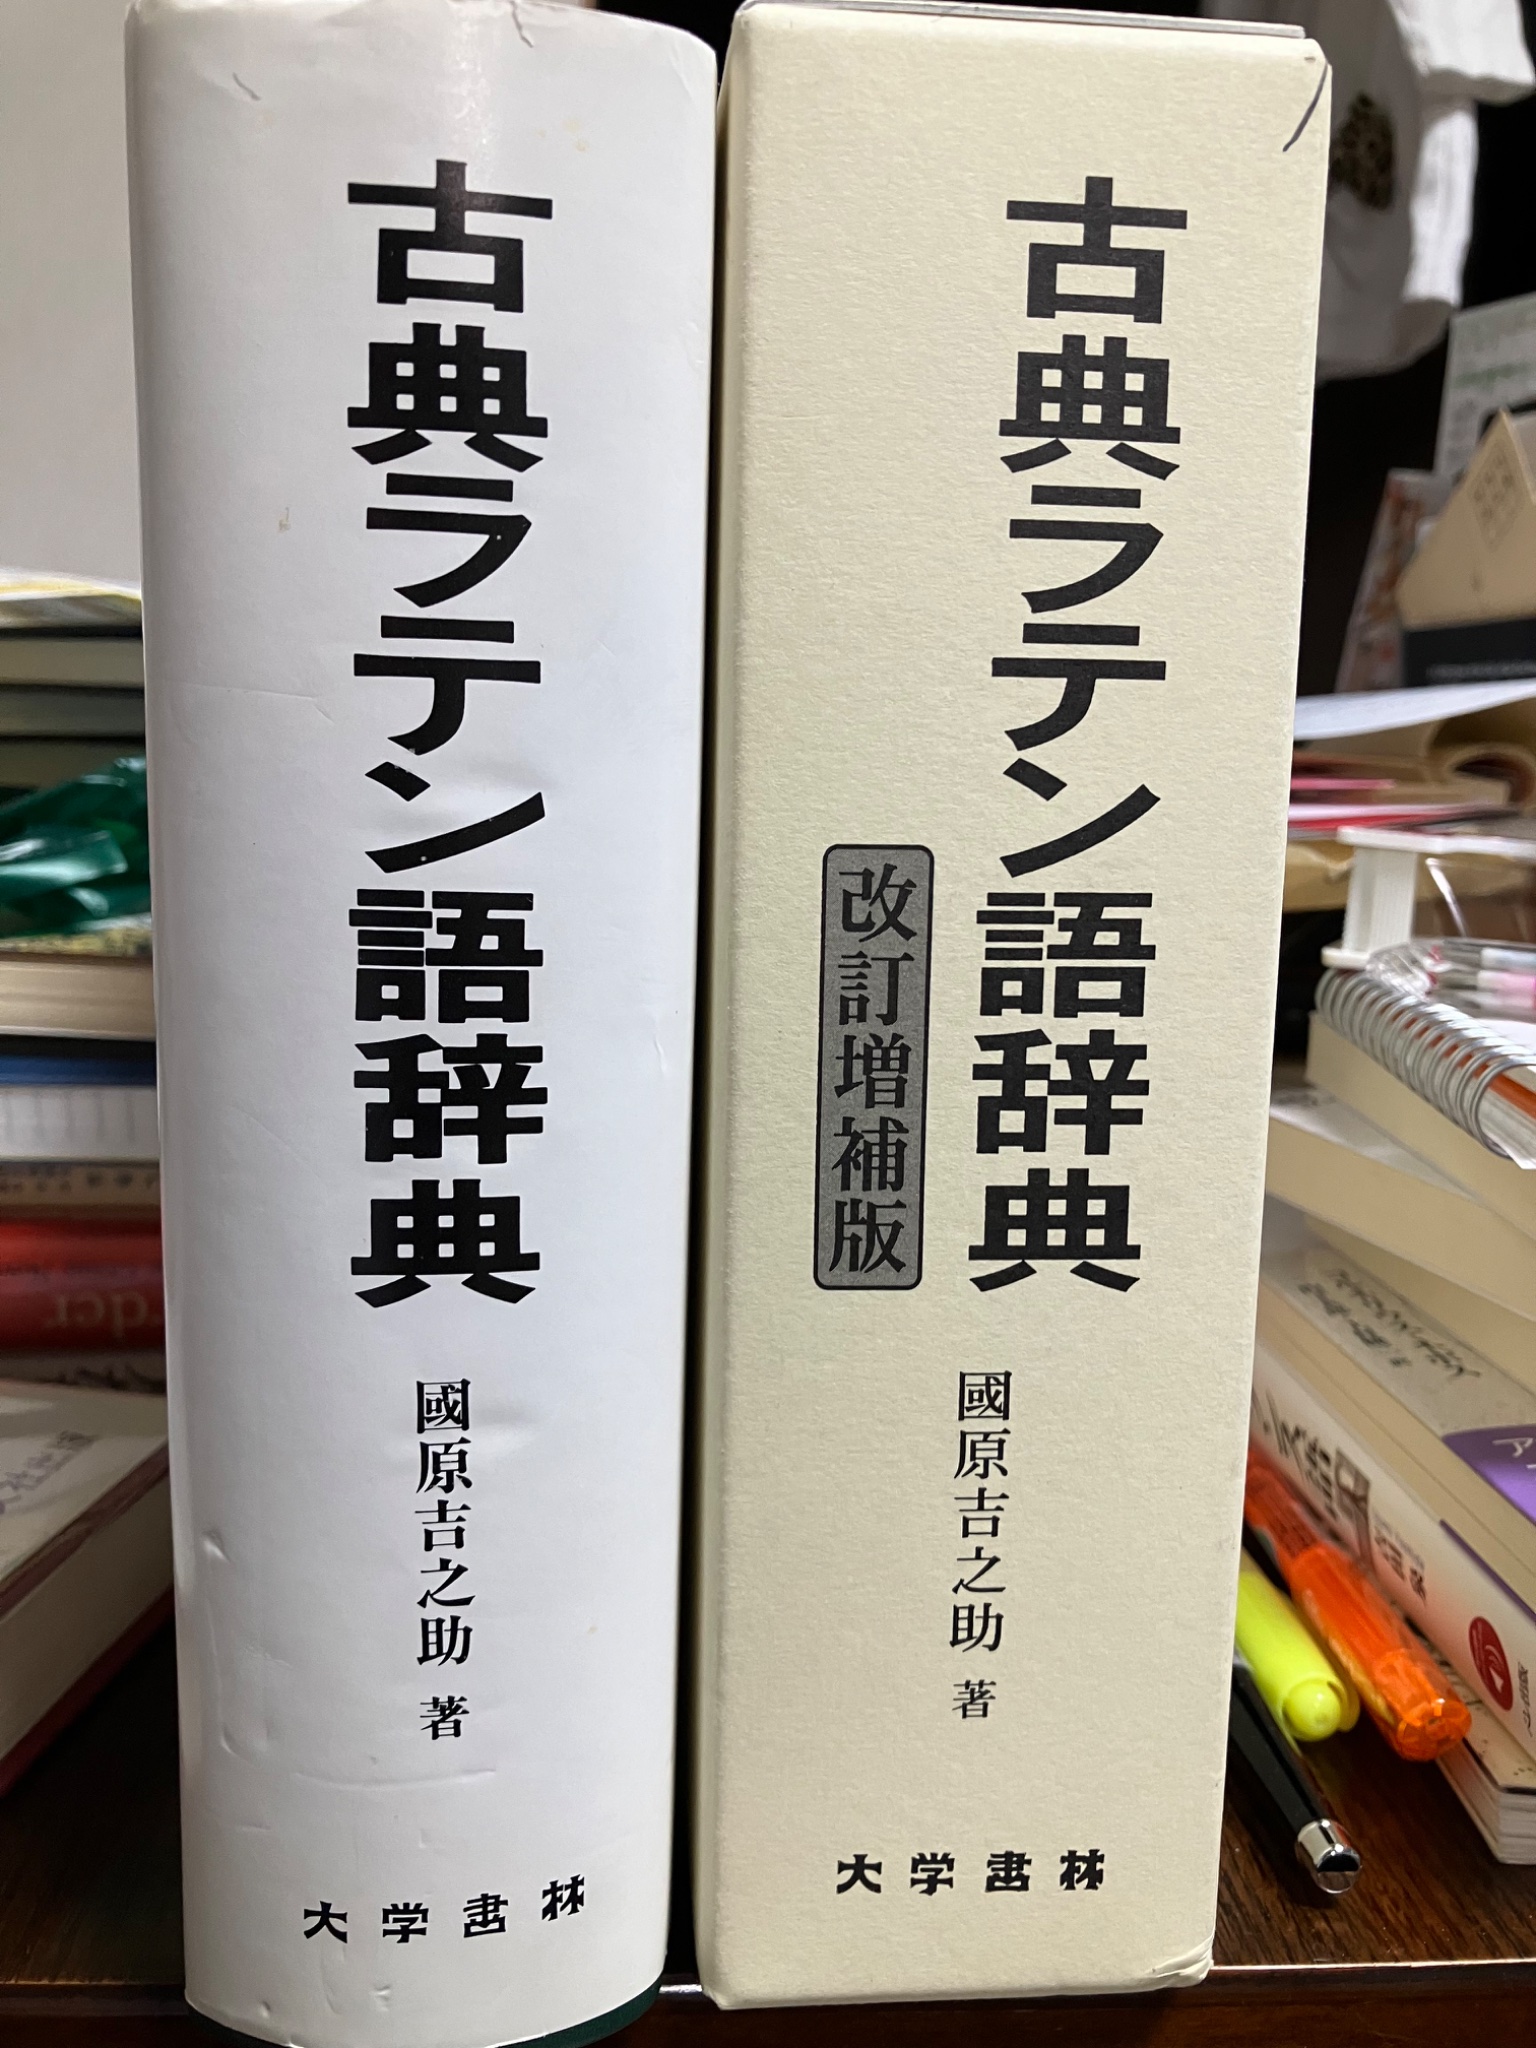 古典ラテン語辞典
國原吉之助 著
大学書林
古典ラテン語辞典
改訂増補版
國原吉之助 著
大学書林